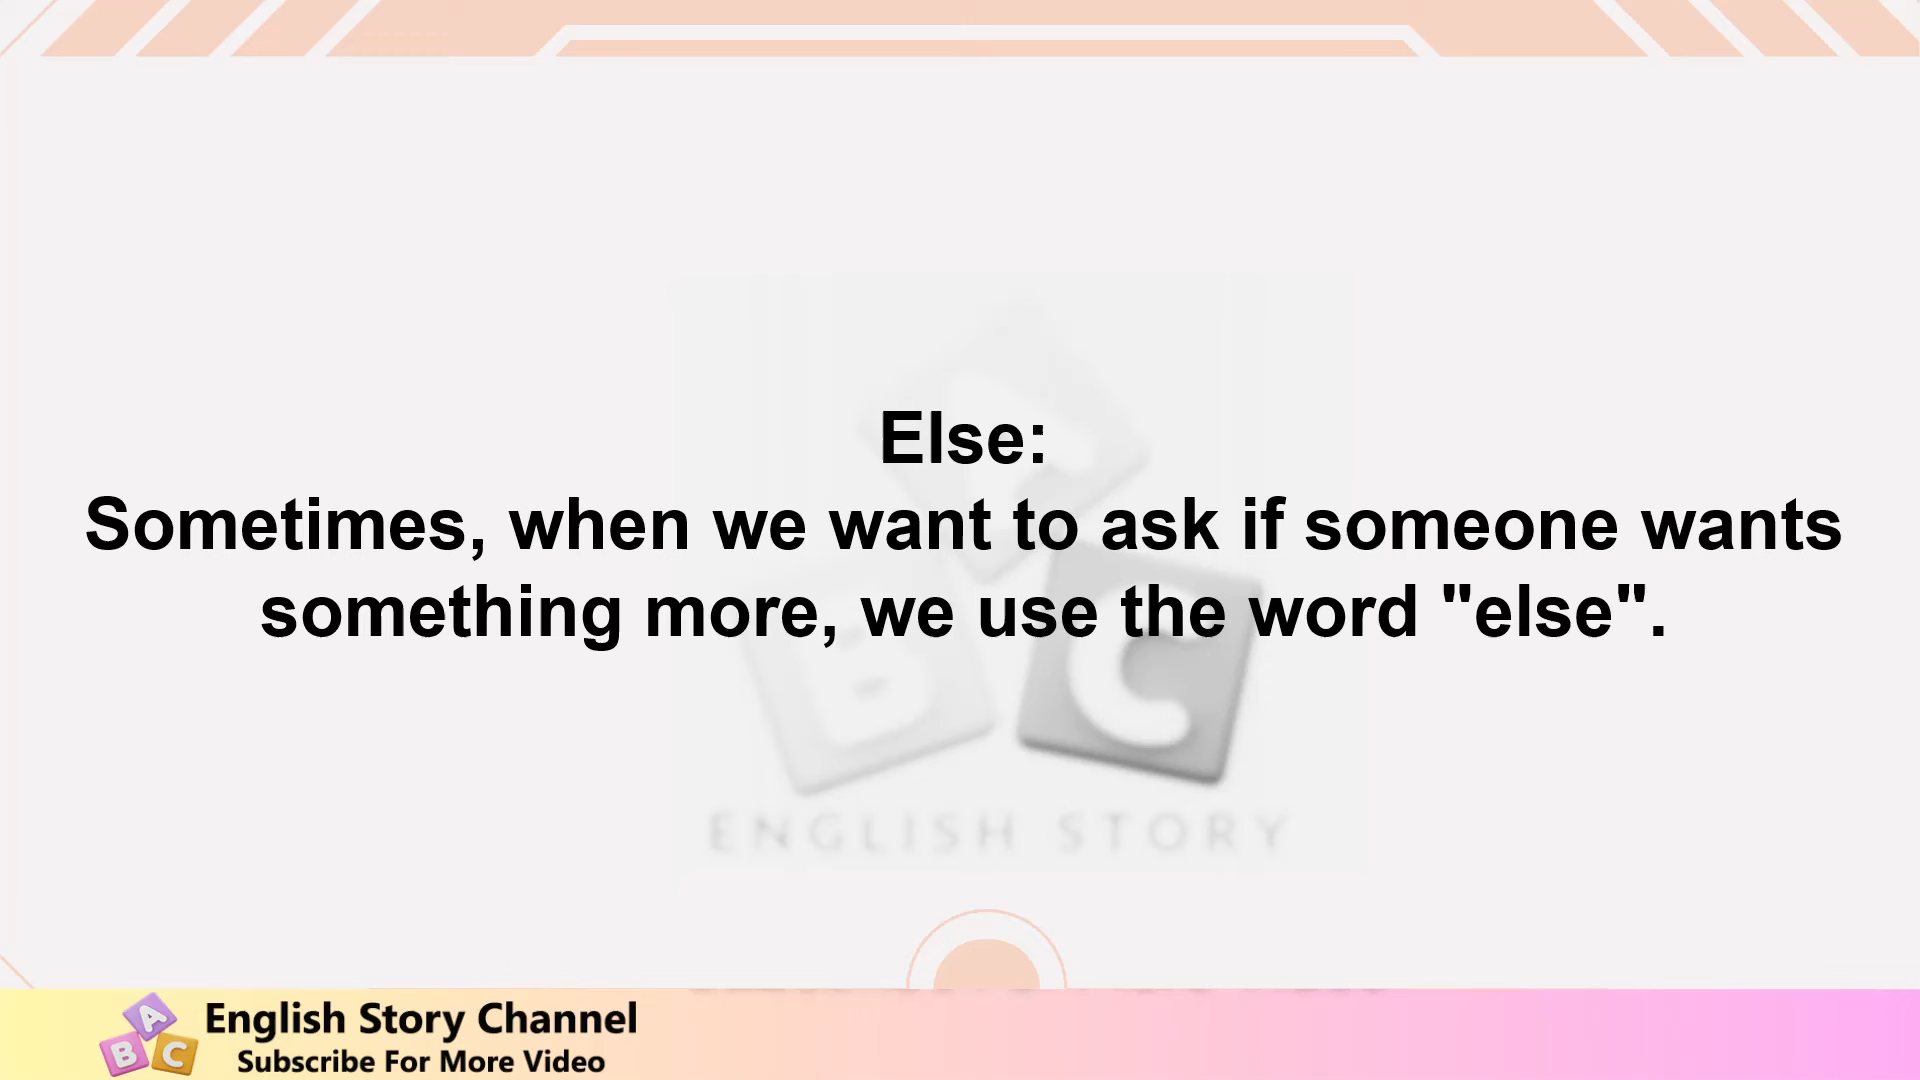 Else:
Sometimes, when we want to ask if someone wants
something more, we use the word "else".
B
C
ENGLISH STORY
A
B
C
English Story Channel
Subscribe For More Video